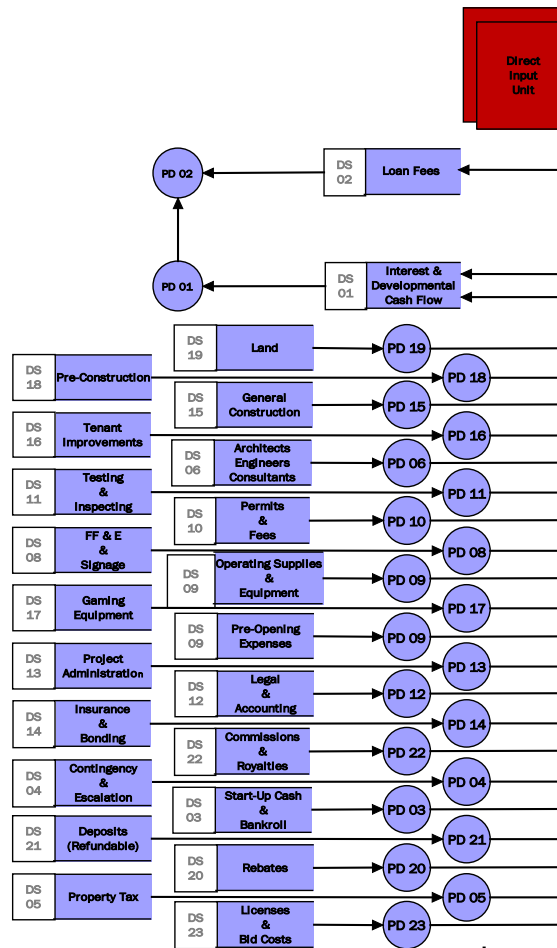 Direct
Input
Unit
PD 02
DS
02
Loan Fees
PD 01
DS
01
Interest &
Developmental
Cash Flow
DS
19
Land
PD 19
DS
18
Pre-Construction
PD 18
DS
15
General
Construction
PD 15
DS
16
Tenant
Improvements
PD 16
DS
06
Architects
Engineers
Consultants
PD 06
DS
11
Testing
&
Inspecting
PD 11
DS
10
Permits
&
Fees
PD 10
DS
08
FF & E
&
Signage
PD 08
DS
09
Operating Supplies
&
Equipment
PD 09
DS
17
Gaming
Equipment
PD 17
DS
09
Pre-Opening
Expenses
PD 09
DS
13
Project
Administration
PD 13
DS
12
Legal
&
Accounting
PD 12
DS
14
Insurance
&
Bonding
PD 14
DS
22
Commissions
&
Royalties
PD 22
DS
04
Contingency
&
Escalation
PD 04
DS
03
Start-Up Cash
&
Bankroll
PD 03
DS
21
Deposits
(Refundable)
PD 21
DS
20
Rebates
PD 20
DS
05
Property Tax
PD 05
DS
23
Licenses
&
Bid Costs
PD 23